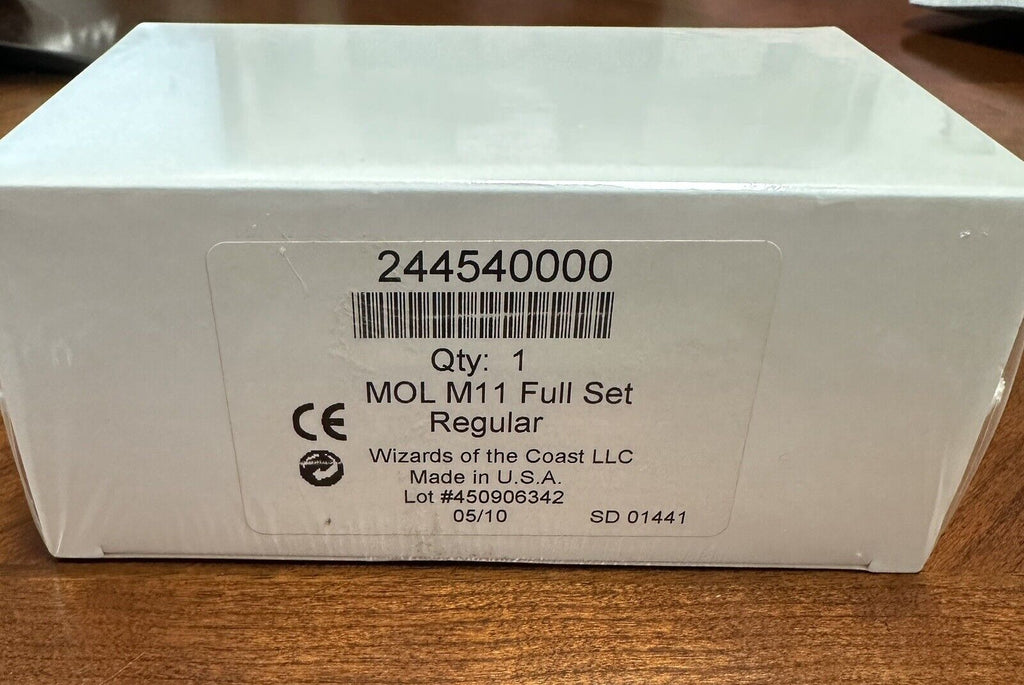 244540000
Qty: 1
MOL M11 Full Set
Regular
CE
Wizards of the Coast LLC
Made in U.S.A.
Lot #450906342
05/10 SD 01441